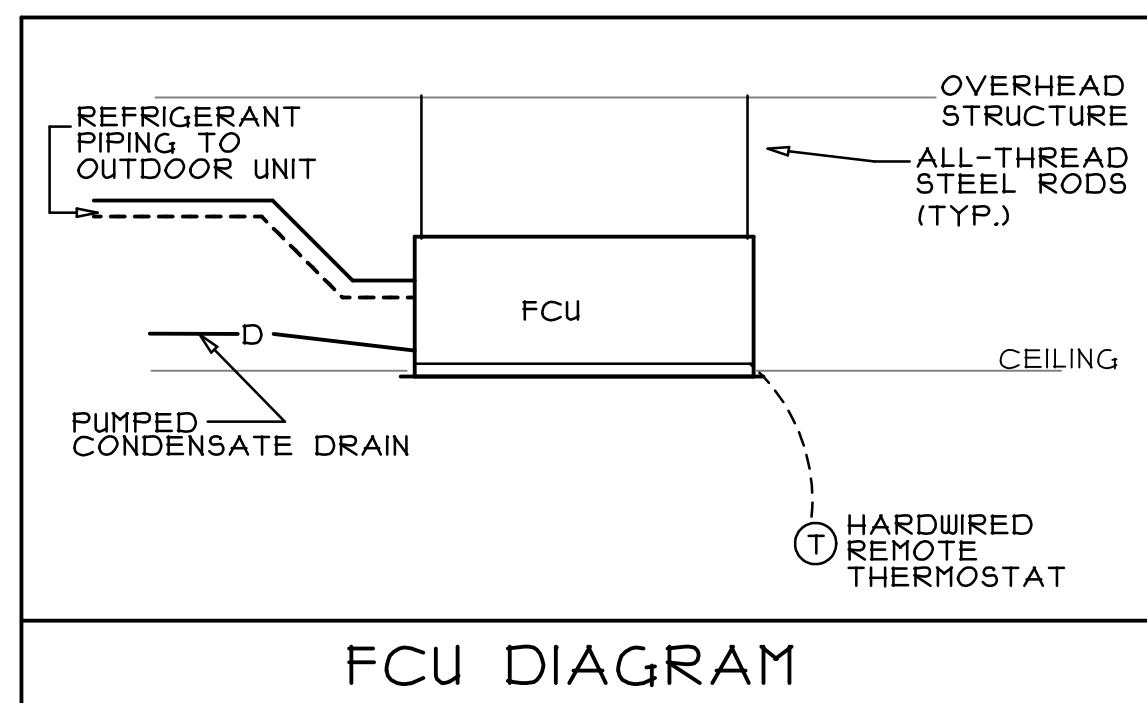 OVERHEAD
STRUCTURE
REFRIGERANT
PIPING TO
OUTDOOR UNIT
ALL-THREAD
STEEL RODS
(TYP.)
FCU
D
CEILING
PUMPED
CONDENSATE DRAIN
T
HARDWIRED
REMOTE
THERMOSTAT
FCU DIAGRAM